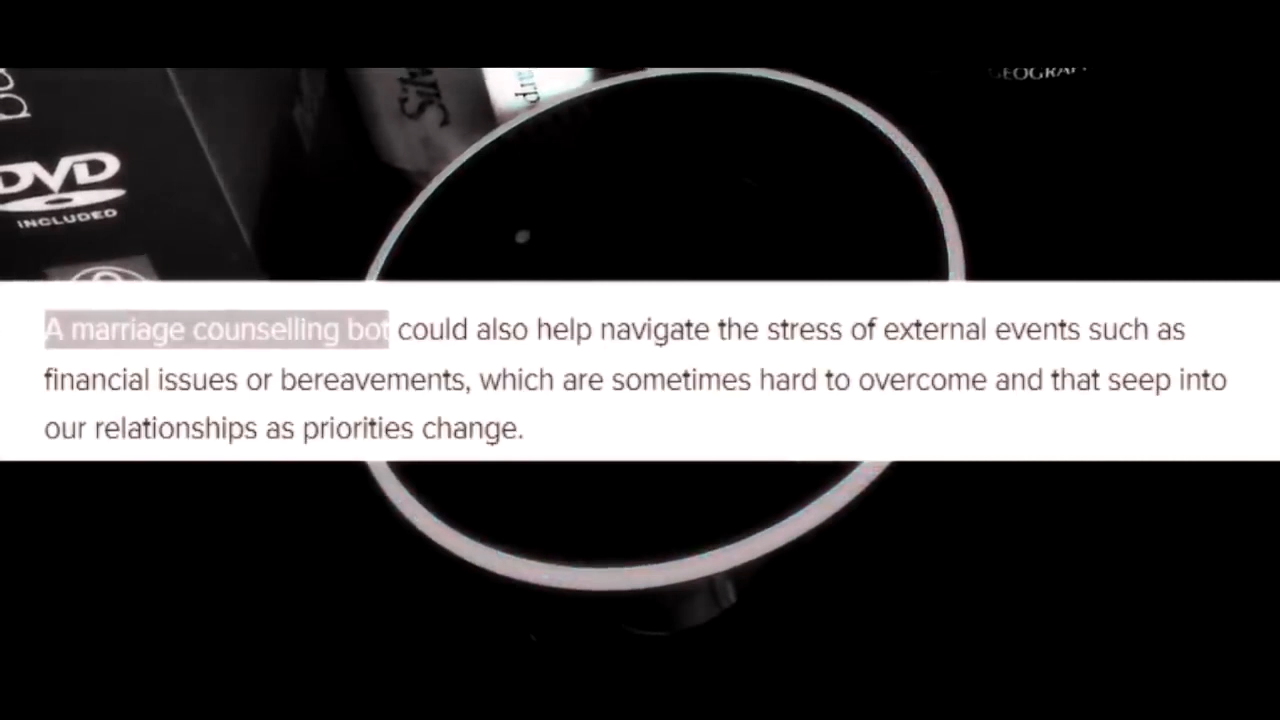 DVD
INCLUDED
A marriage counselling bot could also help navigate the stress of external events such as
financial issues or bereavements, which are sometimes hard to overcome and that seep into
our relationships as priorities change.